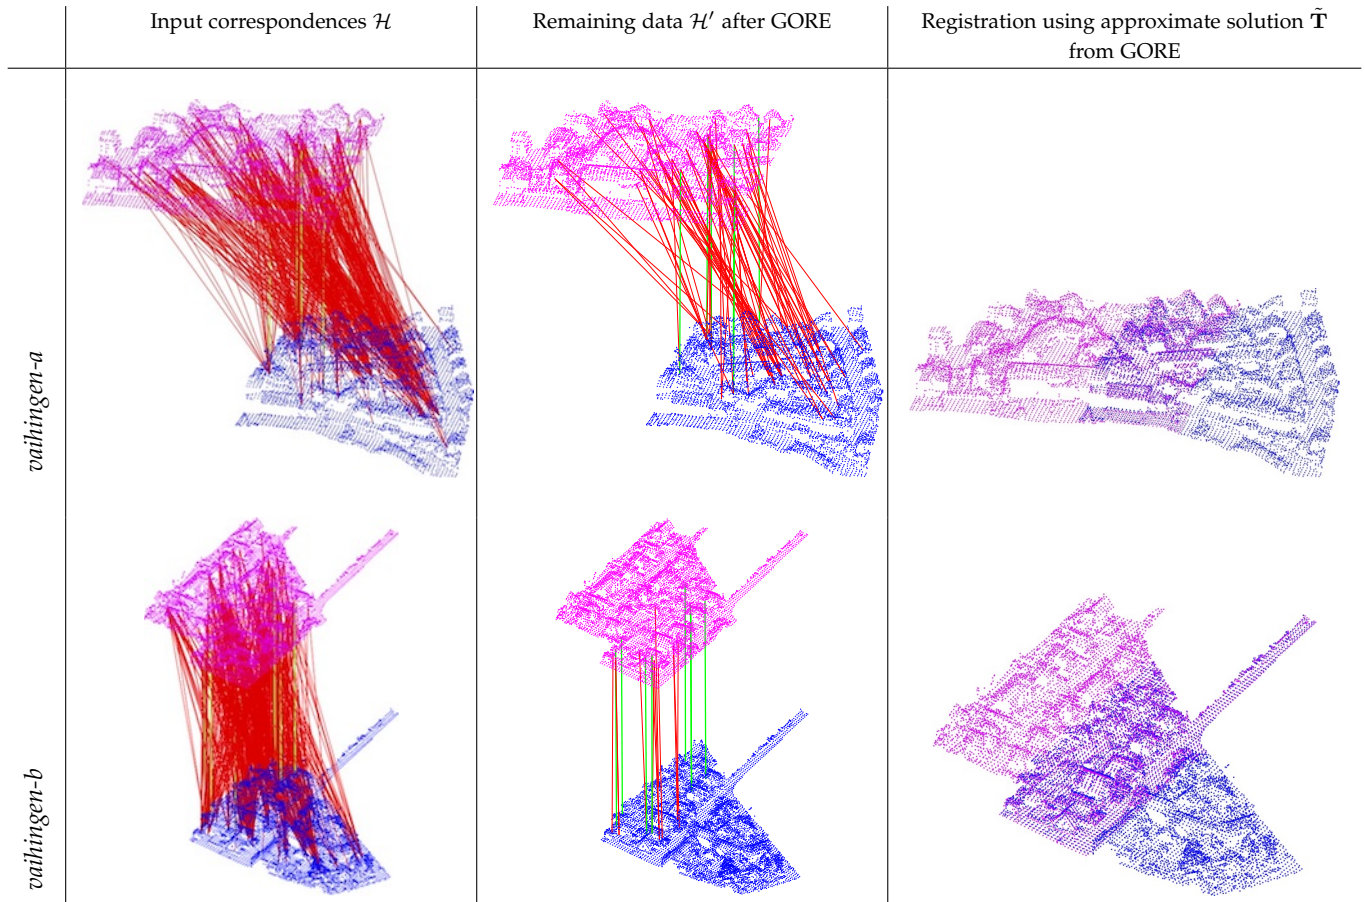 Input correspondences ℋ
Remaining data ℋ′ after GORE
Registration using approximate solution T̃
from GORE
vaihingen-a
vaihingen-b